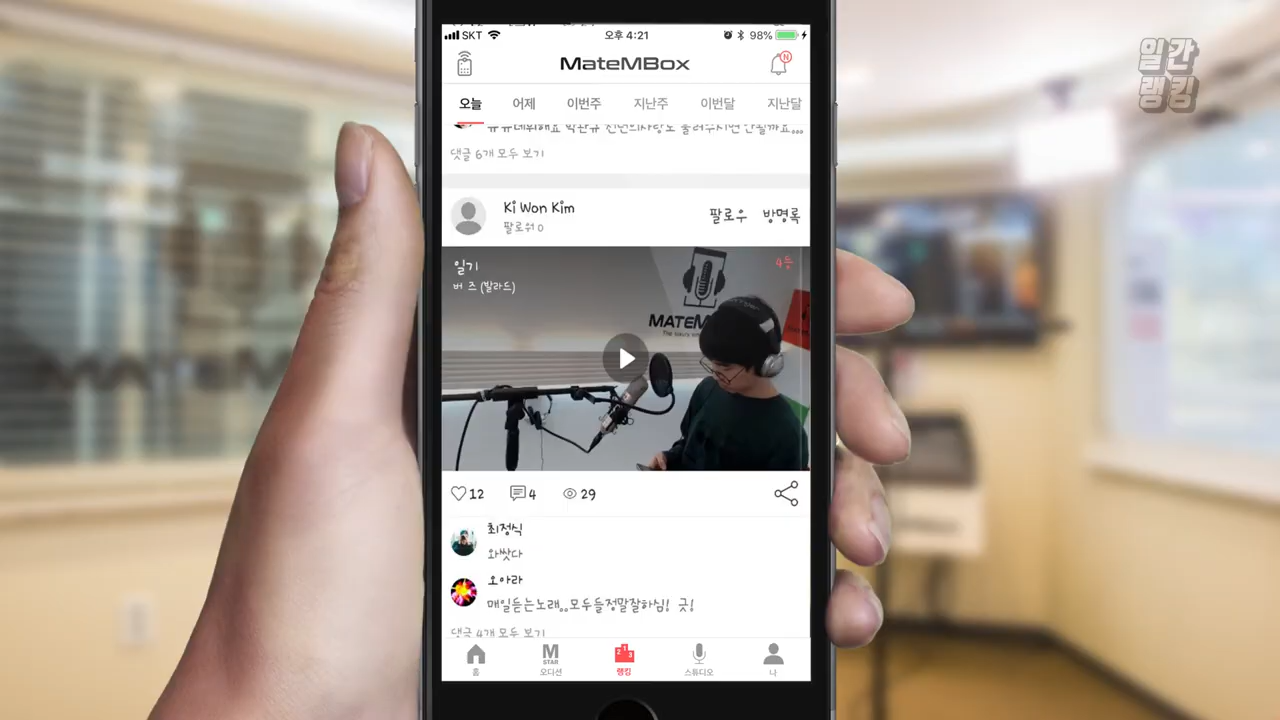 일간
랭킹
SKT
오후 4:21
98%
MateMBox
N
오늘 어제 이번주 지난주 이번달 지난달
댓글 6개 모두 보기
Ki Won Kim
팔로워 0
팔로우 방명록
일기
4등
버 즈 (발라드)
12 4 29
최정식
와쌋다
오아라
매일듣는노래,,모두들정말잘하심! 굿!
댓글 4개 모두 보기
M
STAR
2 1 3
홈 오디션 랭킹 스튜디오 나